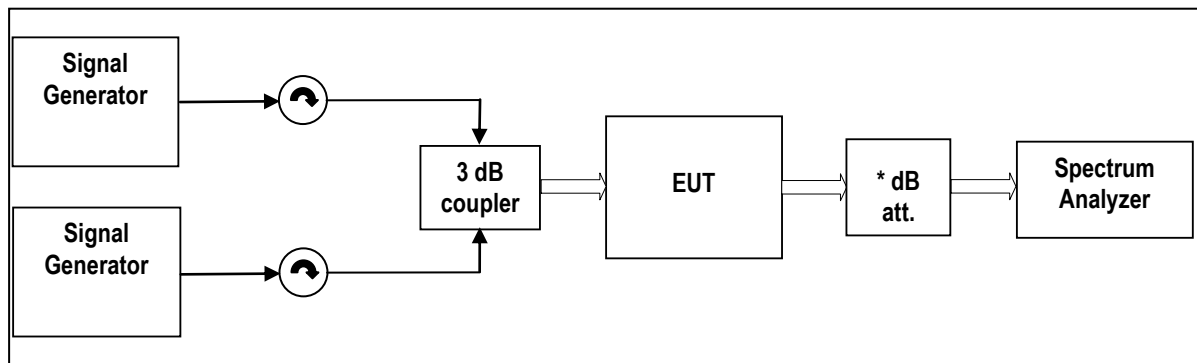 Signal
Generator
3 dB
coupler
EUT
* dB
att.
Spectrum
Analyzer
Signal
Generator